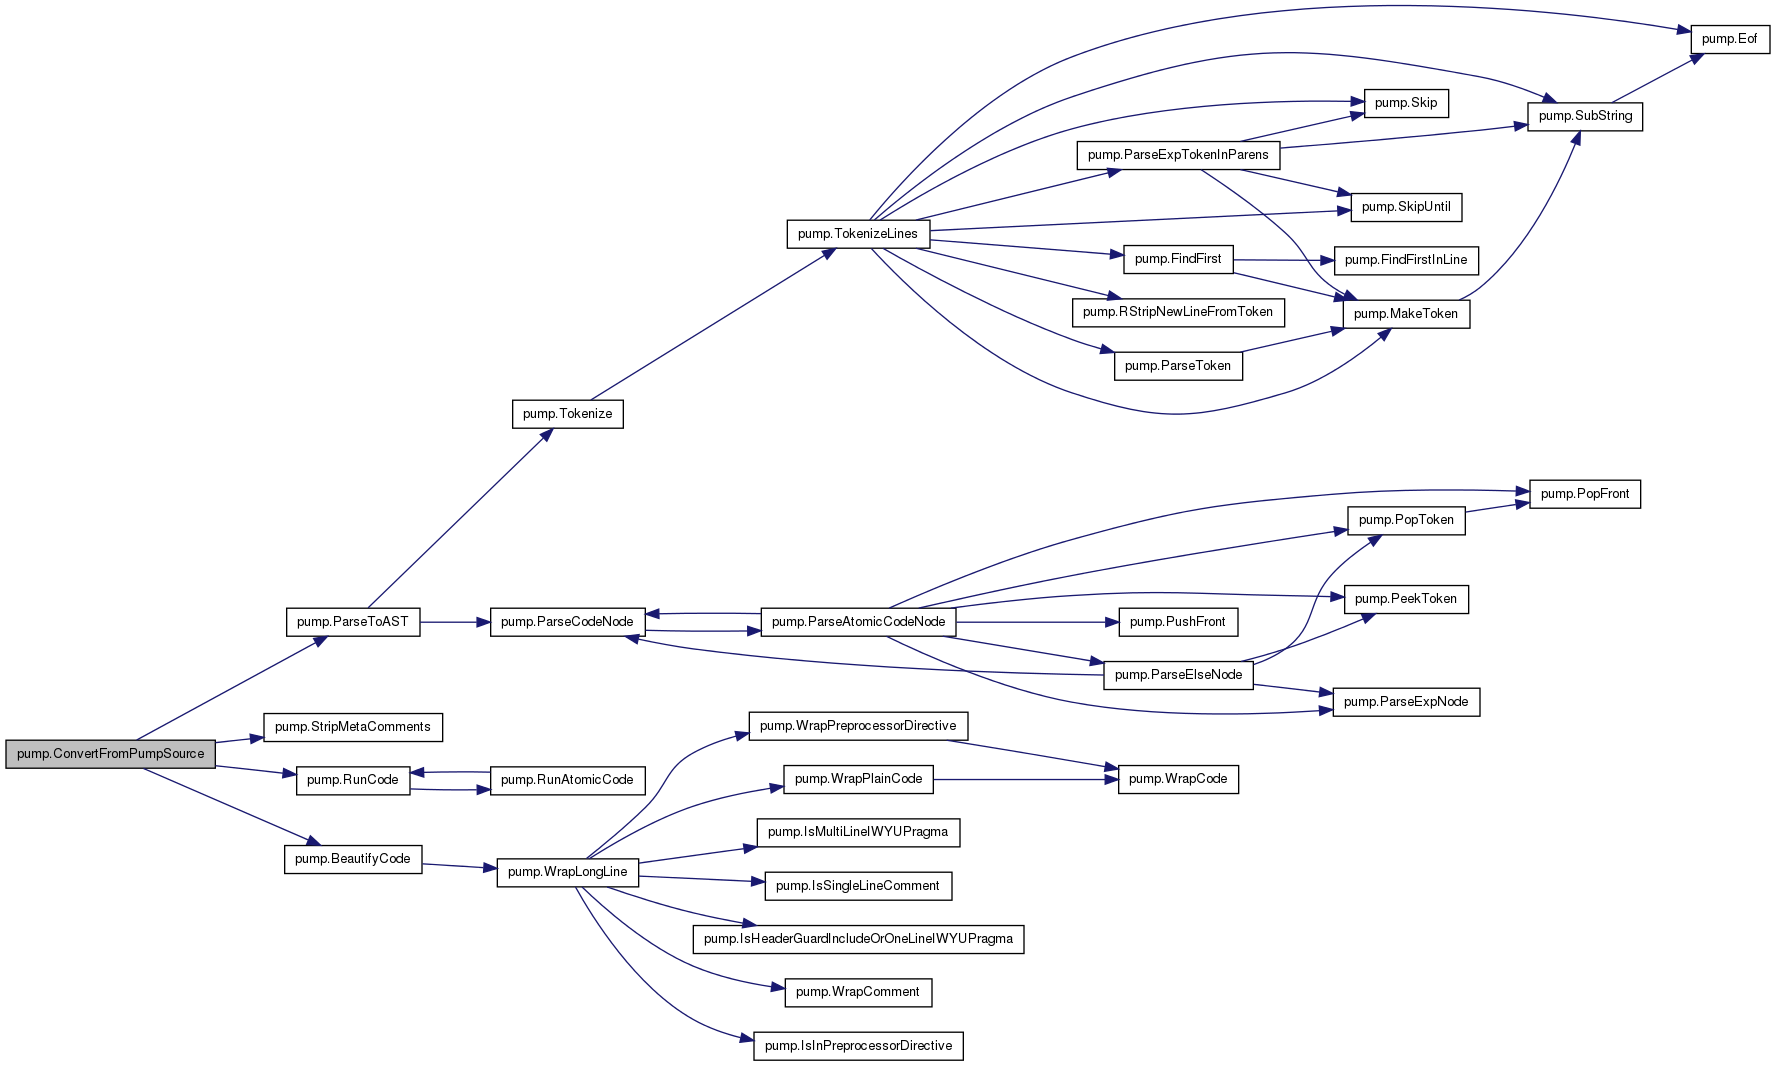 pump.Eof
pump.Skip
pump.SubString
pump.ParseExpTokenInParens
pump.SkipUntil
pump.TokenizeLines
pump.FindFirst
pump.FindFirstInLine
pump.RStripNewLineFromToken
pump.MakeToken
pump.ParseToken
pump.Tokenize
pump.PopFront
pump.PopToken
pump.PeekToken
pump.ParseToAST
pump.ParseCodeNode
pump.ParseAtomicCodeNode
pump.PushFront
pump.ParseElseNode
pump.ParseExpNode
pump.StripMetaComments
pump.WrapPreprocessorDirective
pump.ConvertFromPumpSource
pump.RunCode
pump.RunAtomicCode
pump.WrapPlainCode
pump.WrapCode
pump.IsMultiLineIWYUPragma
pump.BeautifyCode
pump.WrapLongLine
pump.IsSingleLineComment
pump.IsHeaderGuardIncludeOrOneLineIWYUPragma
pump.WrapComment
pump.IsInPreprocessorDirective